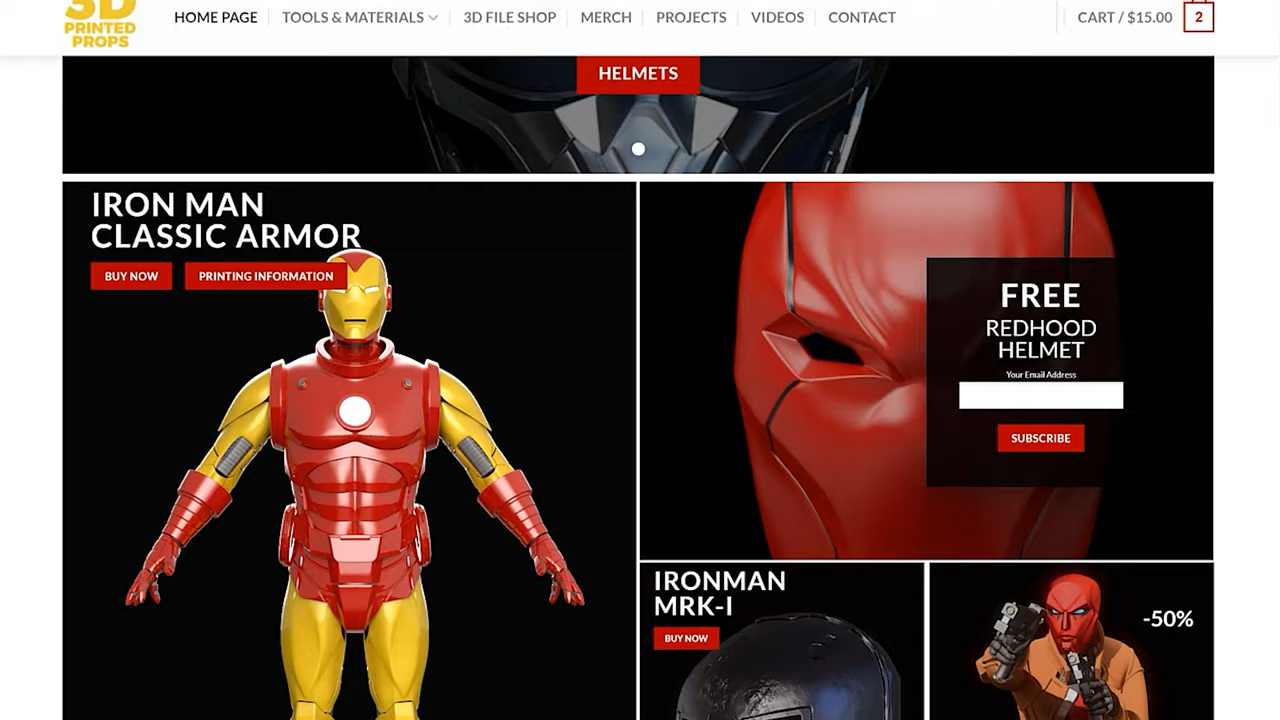 3D
PRINTED
PROPS
HOME PAGE
TOOLS & MATERIALS
3D FILE SHOP
MERCH
PROJECTS
VIDEOS
CONTACT
CART / $15.00
2
HELMETS
IRON MAN
CLASSIC ARMOR
BUY NOW
PRINTING INFORMATION
FREE
REDHOOD
HELMET
Your Email Address
SUBSCRIBE
IRONMAN
MRK-I
BUY NOW
-50%